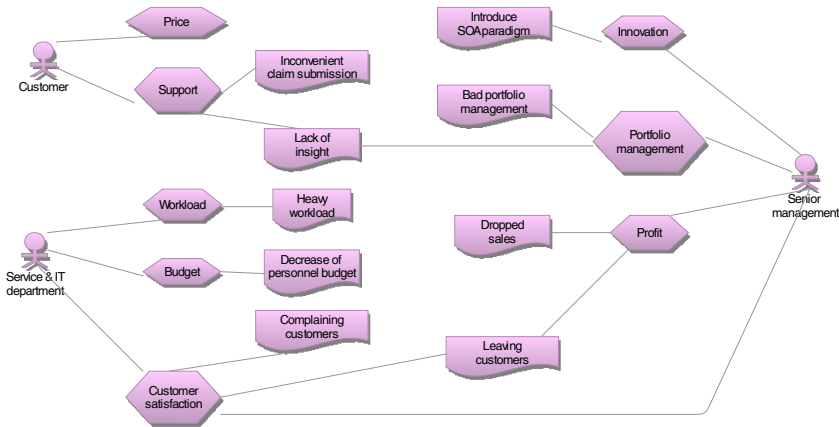 Price
Introduce
SOAparadigm
Innovation
Customer
Support
Inconvenient
claim submission
Bad portfolio
management
Lack of
insight
Portfolio
management
Senior
management
Workload
Heavy
workload
Dropped
sales
Profit
Service & IT
department
Budget
Decrease of
personnel budget
Complaining
customers
Leaving
customers
Customer
satisfaction